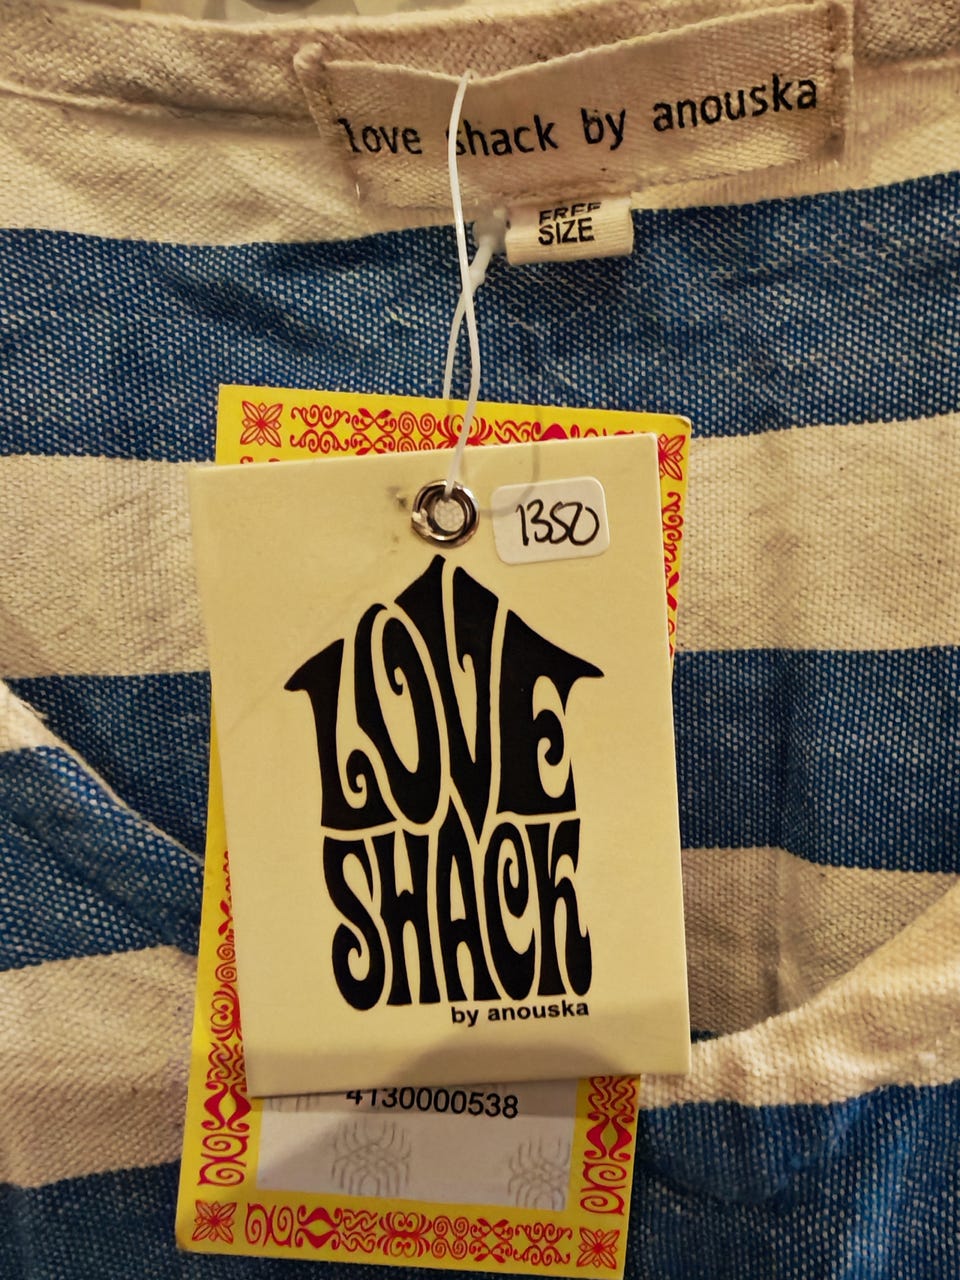 love shack by anouska
FREE
SIZE
1350
LOVE
SHACK
by anouska
4130000538